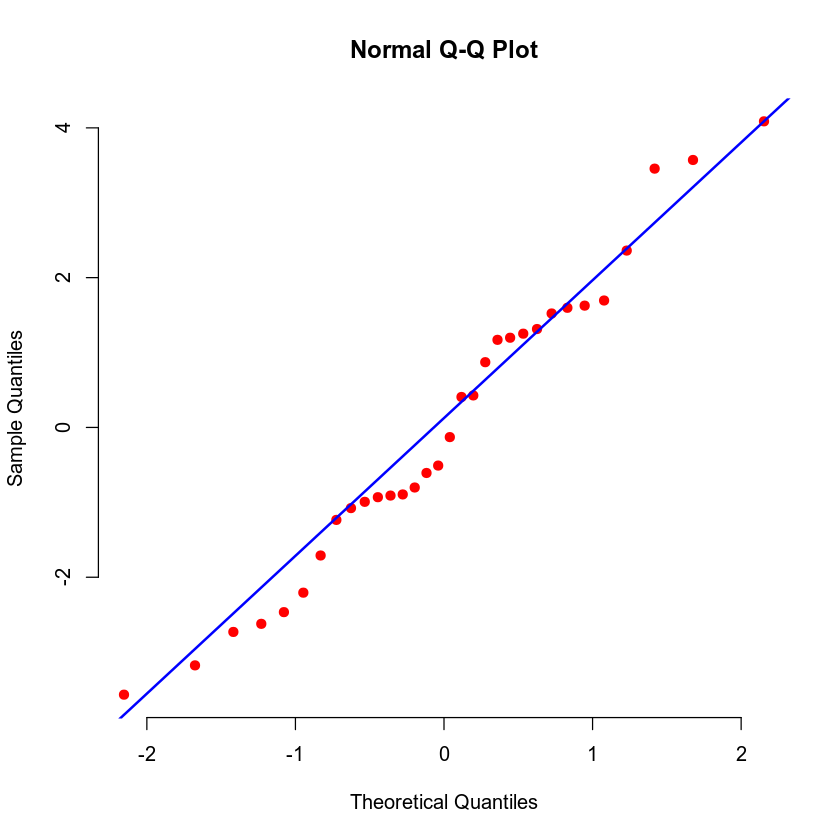 Normal Q-Q Plot
4
2
0
-2
Sample Quantiles
-2 -1 0 1 2
Theoretical Quantiles